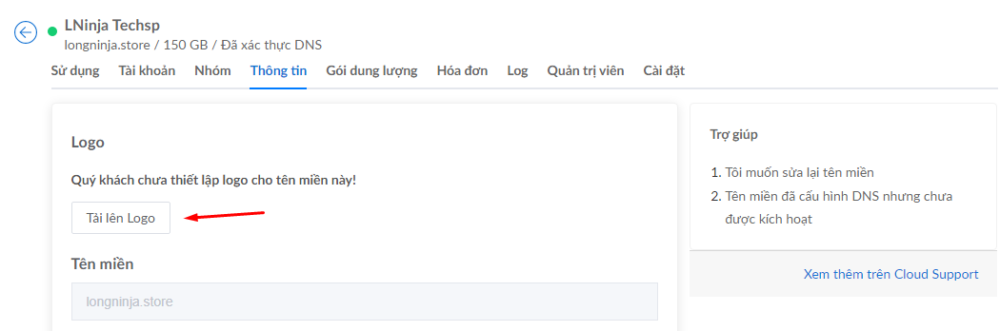 LNinja Techsp
longninja.store / 150 GB / Đã xác thực DNS
Sử dụng Tài khoản Nhóm Thông tin Gói dung lượng Hóa đơn Log Quản trị viên Cài đặt
Logo
Quý khách chưa thiết lập logo cho tên miền này!
Tải lên Logo
Tên miền
longninja.store
Trợ giúp
1. Tôi muốn sửa lại tên miền
2. Tên miền đã cấu hình DNS nhưng chưa
được kích hoạt
Xem thêm trên Cloud Support